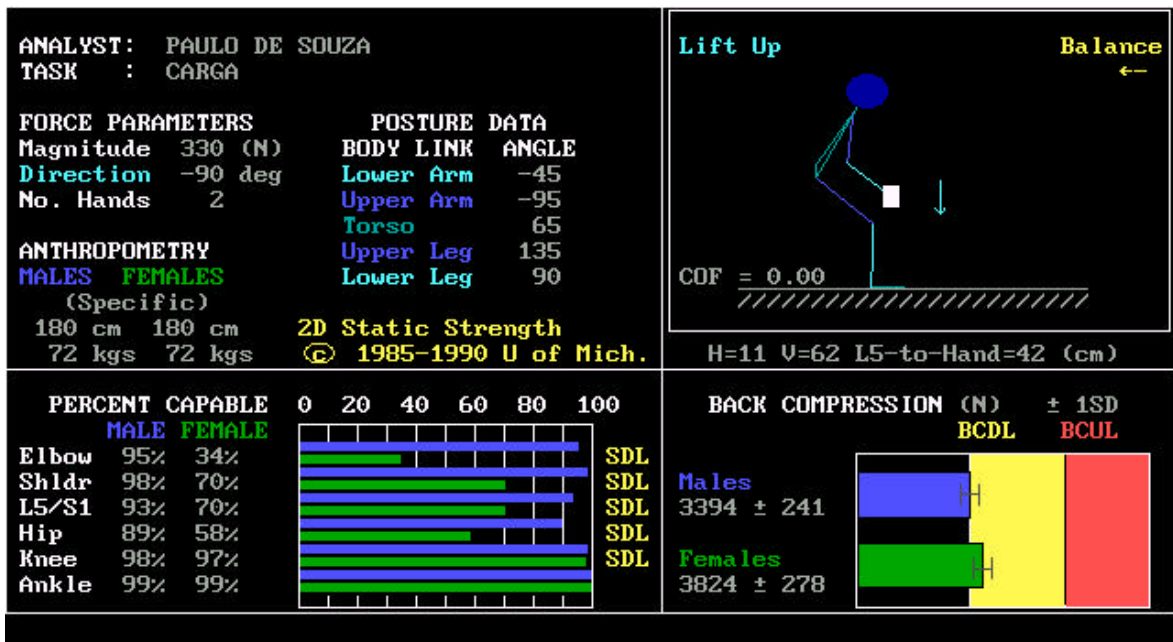 ANALYST: PAULO DE SOUZA
TASK : CARGA
FORCE PARAMETERS
Magnitude 330 (N)
Direction -90 deg
No. Hands 2
ANTHROPOMETRY
MALES FEMALES
(Specific)
180 cm 180 cm
72 kgs 72 kgs
POSTURE DATA
BODY LINK ANGLE
Lower Arm -45
Upper Arm -95
Torso 65
Upper Leg 135
Lower Leg 90
2D Static Strength
© 1985-1990 U of Mich.
Lift Up
Balance
←-
COF = 0.00
H=11 V=62 L5-to-Hand=42 (cm)
PERCENT CAPABLE 0 20 40 60 80 100
MALE FEMALE
Elbow 95% 34% SDL
Shldr 98% 70% SDL
L5/S1 93% 70% SDL
Hip 89% 58% SDL
Knee 98% 97% SDL
Ankle 99% 99%
BACK COMPRESSION (N) ± 1SD
BCDL BCUL
Males
3394 ± 241
Females
3824 ± 278